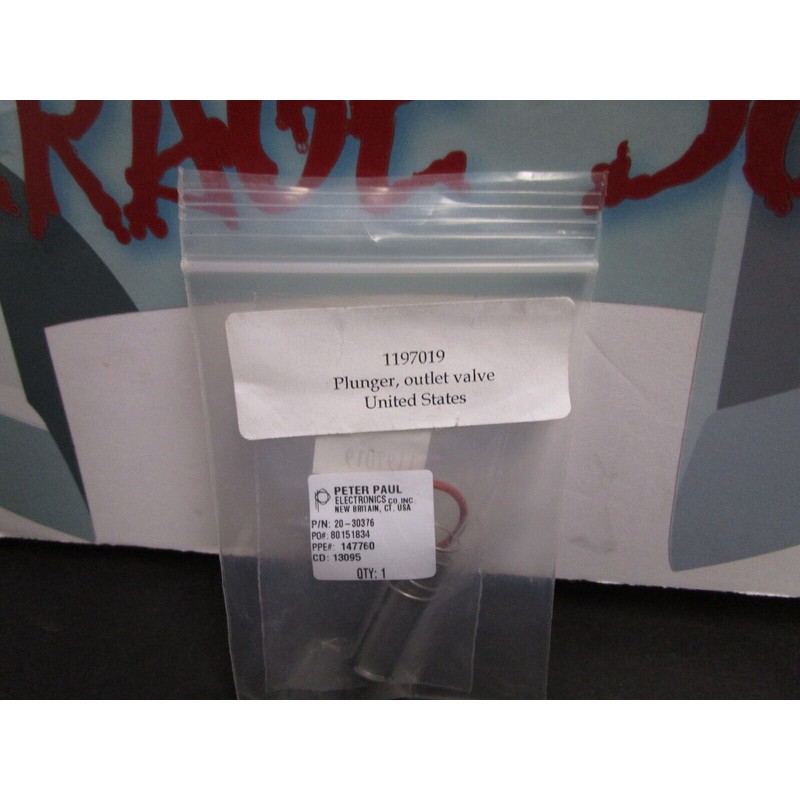 1197019
Plunger, outlet valve
United States
1197019
PETER PAUL
ELECTRONICS CO. INC.
NEW BRITAIN, CT. USA
P/N: 20-30376
PO#: 80151834
PPE#: 147760
CD: 13095
QTY: 1